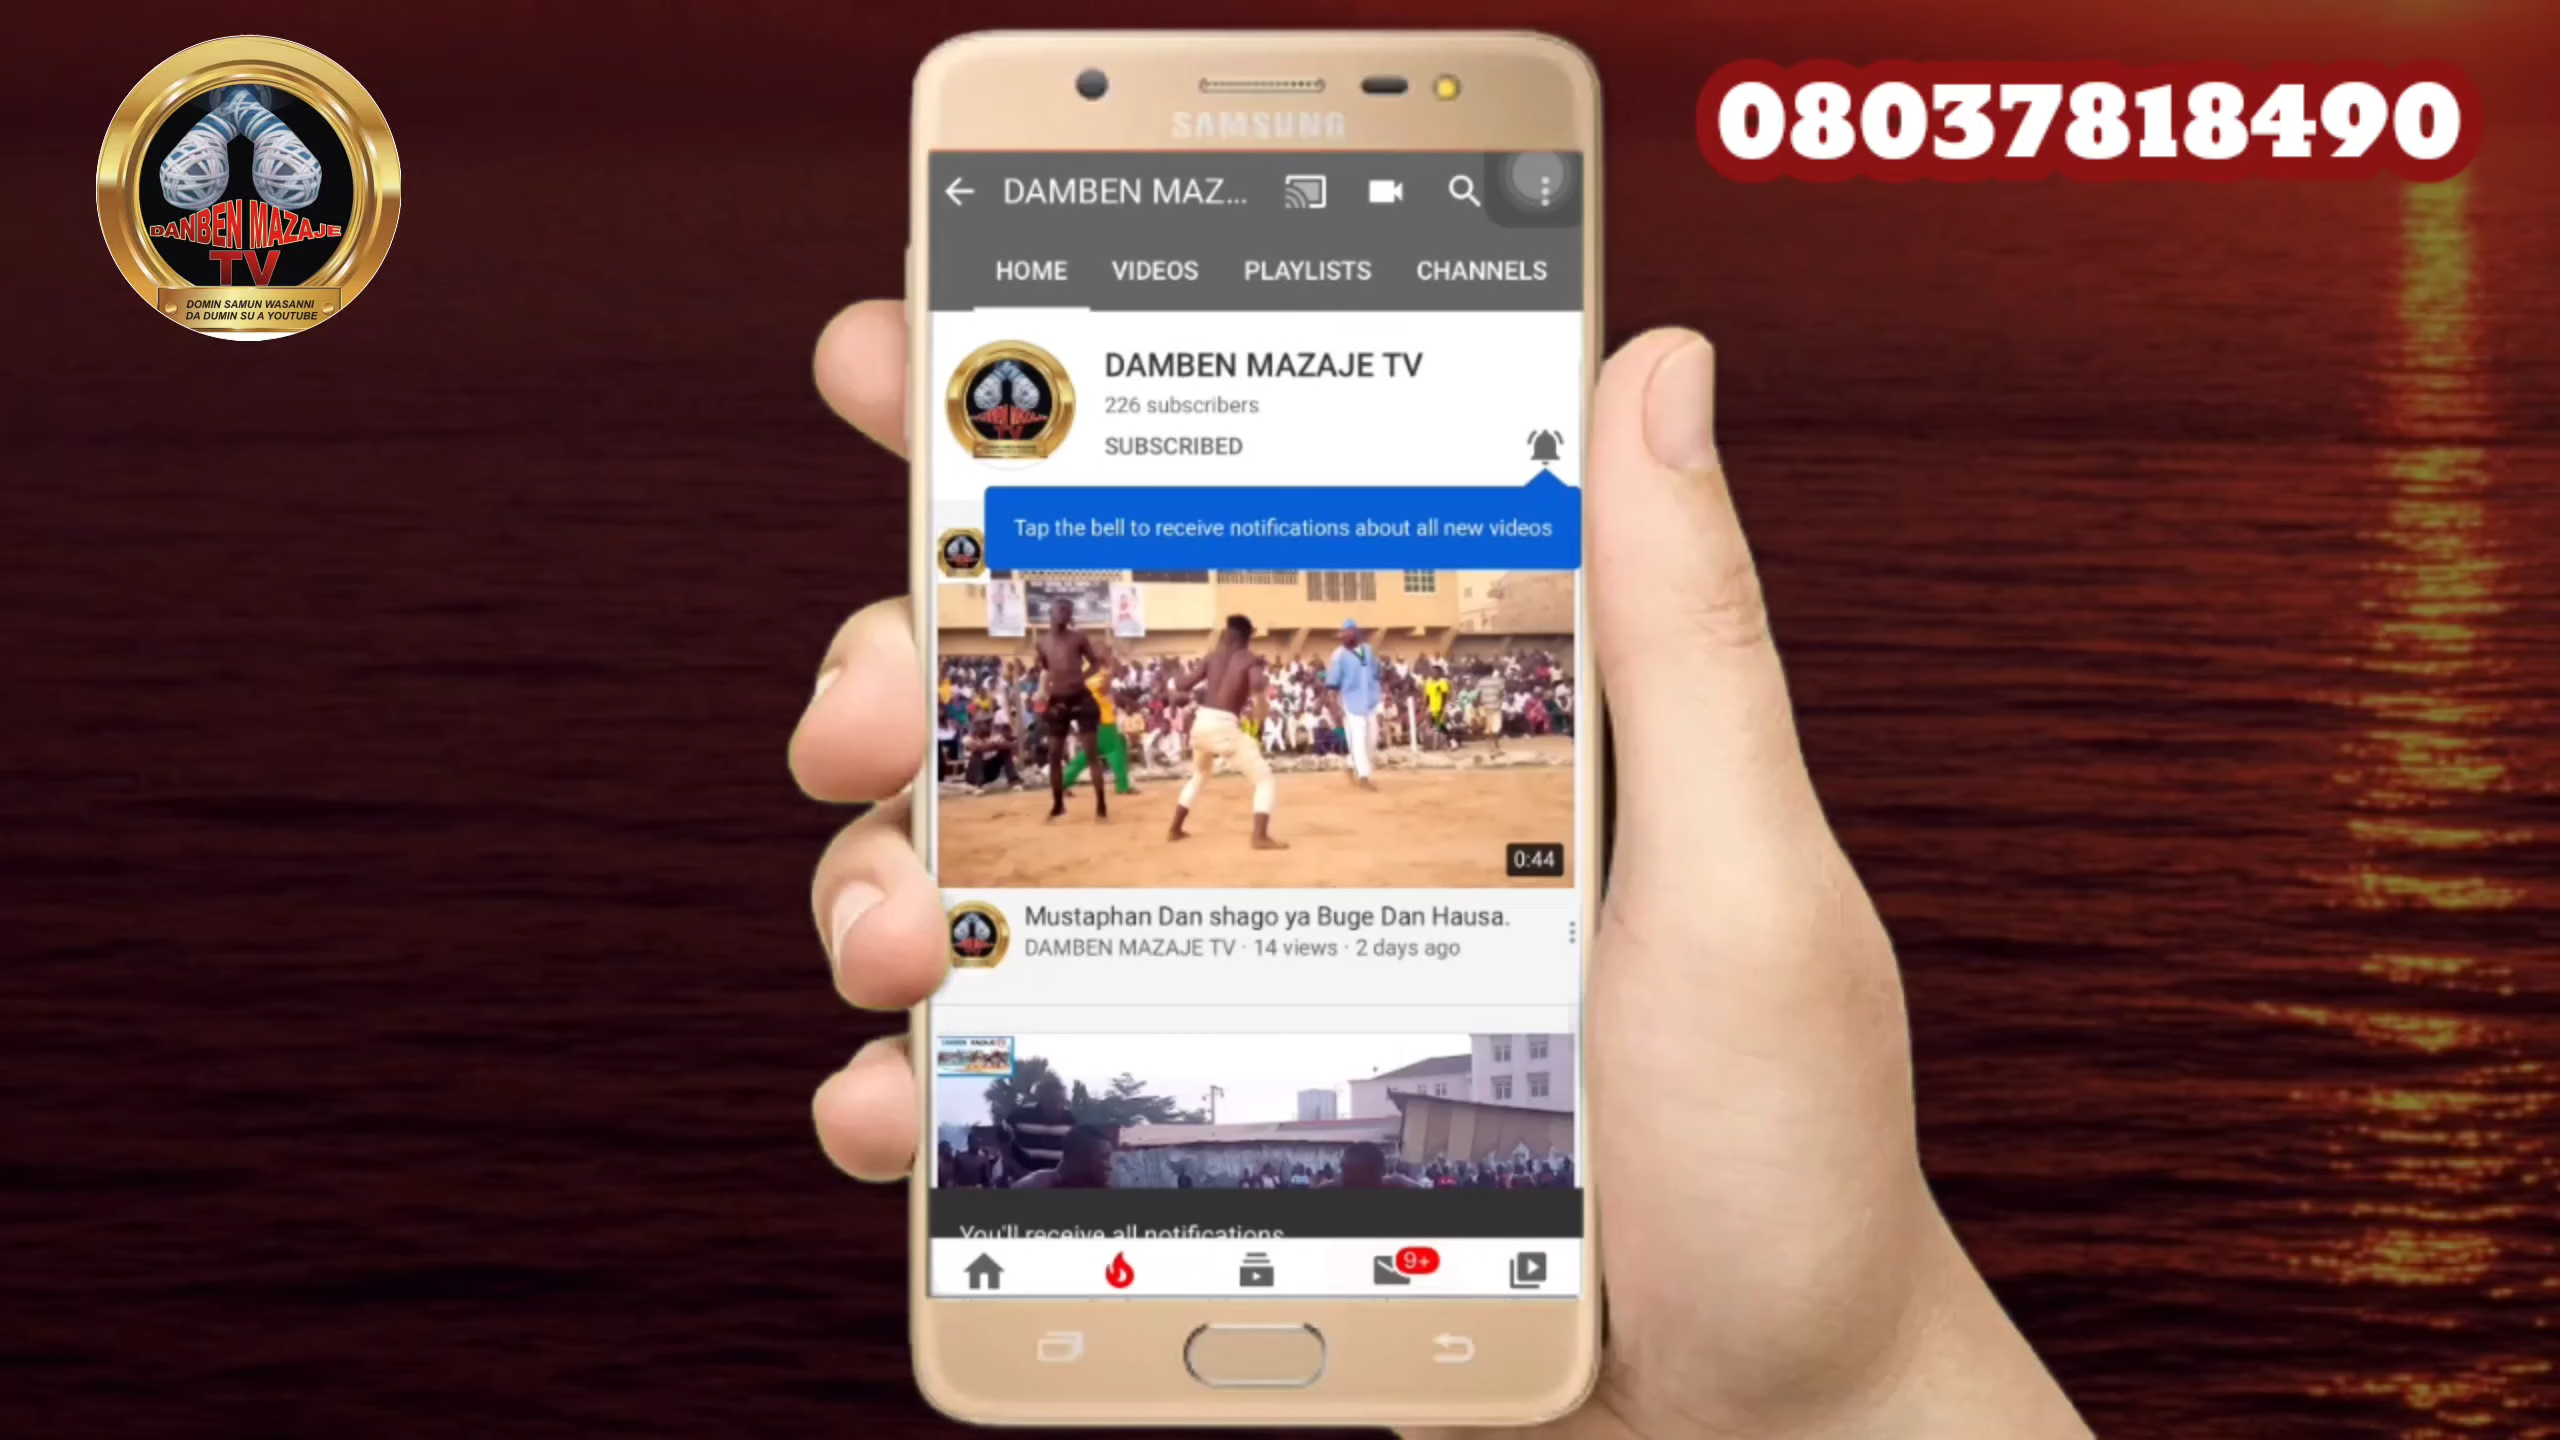 DANBEN MAZAJE
TV
DOMIN SAMUN WASANNI
DA DUMIN SU A YOUTUBE
08037818490
SAMSUNG
DAMBEN MAZ...
HOME VIDEOS PLAYLISTS CHANNELS
DAMBEN MAZAJE TV
226 subscribers
SUBSCRIBED
Tap the bell to receive notifications about all new videos
0:44
Mustaphan Dan shago ya Buge Dan Hausa.
DAMBEN MAZAJE TV · 14 views · 2 days ago
You'll receive all notifications
9+